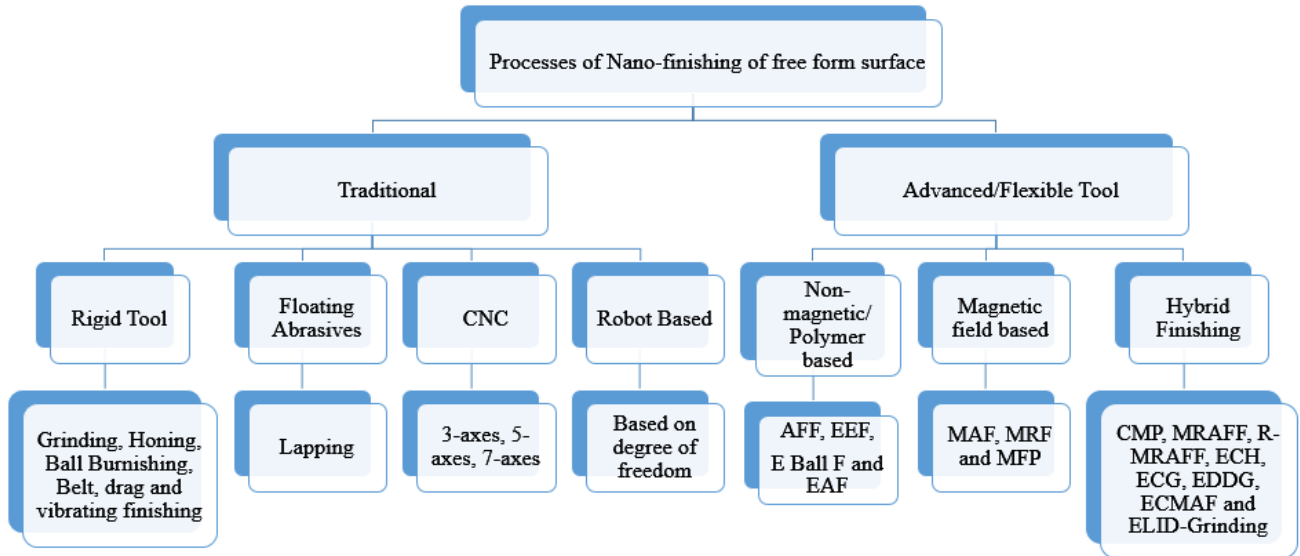 Processes of Nano-finishing of free form surface
Traditional
Advanced/Flexible Tool
Rigid Tool
Floating
Abrasives
CNC
Robot Based
Non-
magnetic/
Polymer
based
Magnetic
field based
Hybrid
Finishing
Grinding, Honing,
Ball Burnishing,
Belt, drag and
vibrating finishing
Lapping
3-axes, 5-
axes, 7-axes
Based on
degree of
freedom
AFF, EEF,
E Ball F and
EAF
MAF, MRF
and MFP
CMP, MRAFF, R-
MRAFF, ECH,
ECG, EDDG,
ECMAF and
ELID-Grinding